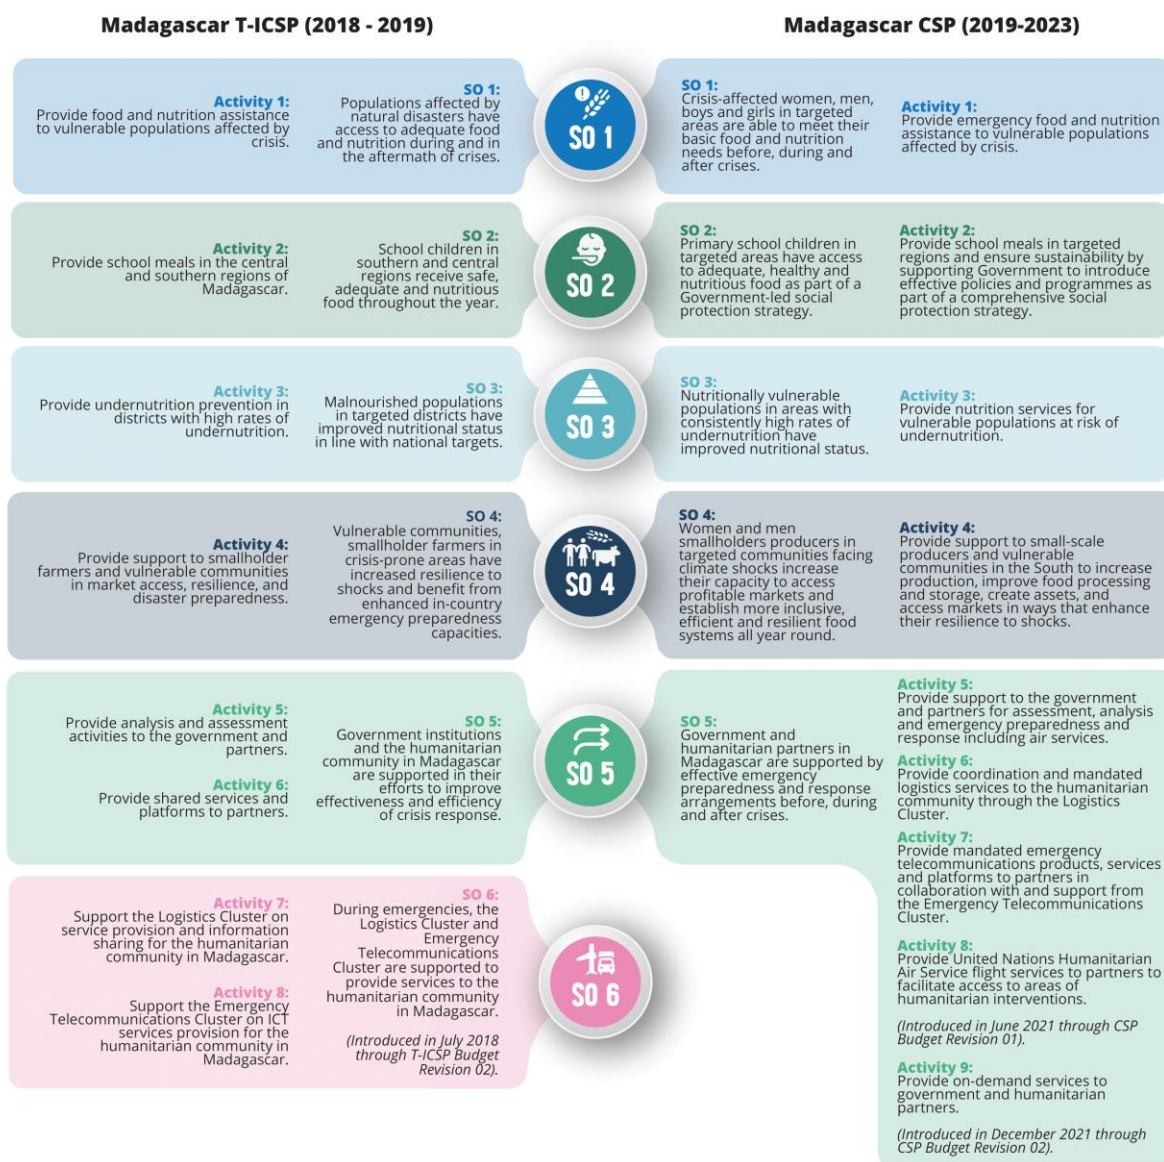 Madagascar T-ICSP (2018 - 2019)
Madagascar CSP (2019-2023)
Activity 1:
Provide food and nutrition assistance
to vulnerable populations affected by
crisis.
SO 1:
Populations affected by
natural disasters have
access to adequate food
and nutrition during and in
the aftermath of crises.
SO 1
SO 1:
Crisis-affected women, men,
boys and girls in targeted
areas are able to meet their
basic food and nutrition
needs before, during and
after crises.
Activity 1:
Provide emergency food and nutrition
assistance to vulnerable populations
affected by crisis.
Activity 2:
Provide school meals in the central
and southern regions of
Madagascar.
SO 2:
School children in
southern and central
regions receive safe,
adequate and nutritious
food throughout the year.
SO 2
SO 2:
Primary school children in
targeted areas have access
to adequate, healthy and
nutritious food as part of a
Government-led social
protection strategy.
Activity 2:
Provide school meals in targeted
regions and ensure sustainability by
supporting Government to introduce
effective policies and programmes as
part of a comprehensive social
protection strategy.
Activity 3:
Provide undernutrition prevention in
districts with high rates of
undernutrition.
SO 3:
Malnourished populations
in targeted districts have
improved nutritional status
in line with national targets.
SO 3
SO 3:
Nutritionally vulnerable
populations in areas with
consistently high rates of
undernutrition have
improved nutritional status.
Activity 3:
Provide nutrition services for
vulnerable populations at risk of
undernutrition.
Activity 4:
Provide support to smallholder
farmers and vulnerable communities
in market access, resilience, and
disaster preparedness.
SO 4:
Vulnerable communities,
smallholder farmers in
crisis-prone areas have
increased resilience to
shocks and benefit from
enhanced in-country
emergency preparedness
capacities.
SO 4
SO 4:
Women and men
smallholders producers in
targeted communities facing
climate shocks increase
their capacity to access
profitable markets and
establish more inclusive,
efficient and resilient food
systems all year round.
Activity 4:
Provide support to small-scale
producers and vulnerable
communities in the South to increase
production, improve food processing
and storage, create assets, and
access markets in ways that enhance
their resilience to shocks.
Activity 5:
Provide analysis and assessment
activities to the government and
partners.
Activity 6:
Provide shared services and
platforms to partners.
SO 5:
Government institutions
and the humanitarian
community in Madagascar
are supported in their
efforts to improve
effectiveness and efficiency
of crisis response.
SO 5
SO 5:
Government and
humanitarian partners in
Madagascar are supported by
effective emergency
preparedness and response
arrangements before, during
and after crises.
Activity 5:
Provide support to the government
and partners for assessment, analysis
and emergency preparedness and
response including air services.
Activity 6:
Provide coordination and mandated
logistics services to the humanitarian
community through the Logistics
Cluster.
Activity 7:
Provide mandated emergency
telecommunications products, services
and platforms to partners in
collaboration with and support from
the Emergency Telecommunications
Cluster.
Activity 8:
Provide United Nations Humanitarian
Air Service flight services to partners to
facilitate access to areas of
humanitarian interventions.
(Introduced in June 2021 through CSP
Budget Revision 01).
Activity 9:
Provide on-demand services to
government and humanitarian
partners.
(Introduced in December 2021 through
CSP Budget Revision 02).
Activity 7:
Support the Logistics Cluster on
service provision and information
sharing for the humanitarian
community in Madagascar.
Activity 8:
Support the Emergency
Telecommunications Cluster on ICT
services provision for the
humanitarian community in
Madagascar.
SO 6:
During emergencies, the
Logistics Cluster and
Emergency
Telecommunications
Cluster are supported to
provide services to the
humanitarian community
in Madagascar.
(Introduced in July 2018
through T-ICSP Budget
Revision 02).
SO 6